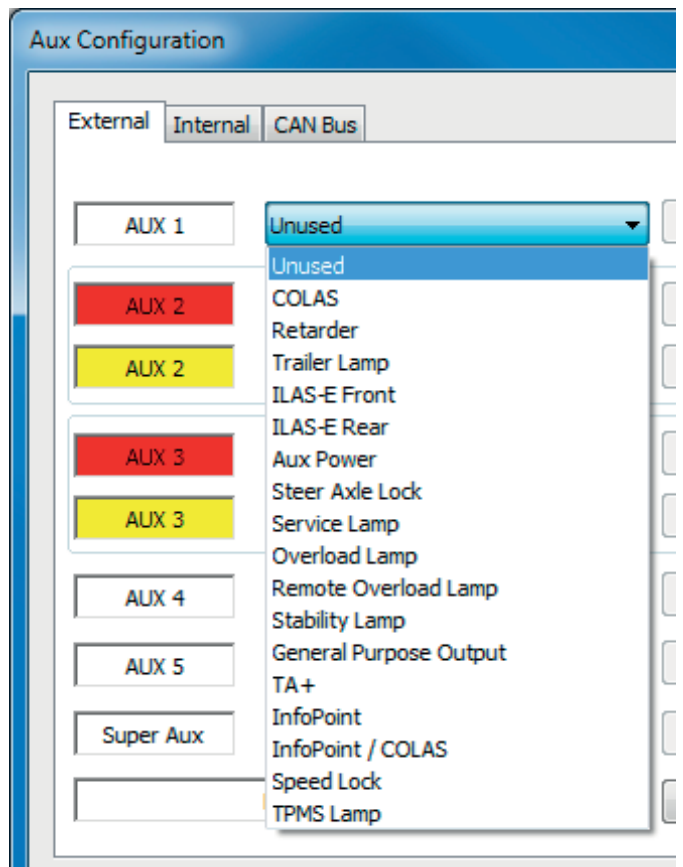 Aux Configuration
External Internal CAN Bus
AUX 1 Unused
Unused
AUX 2 COLAS
Retarder
AUX 2 Trailer Lamp
ILAS-E Front
ILAS-E Rear
AUX 3 Aux Power
Steer Axle Lock
AUX 3 Service Lamp
Overload Lamp
AUX 4 Remote Overload Lamp
Stability Lamp
AUX 5 General Purpose Output
TA+
Super Aux InfoPoint
InfoPoint / COLAS
Speed Lock
TPMS Lamp